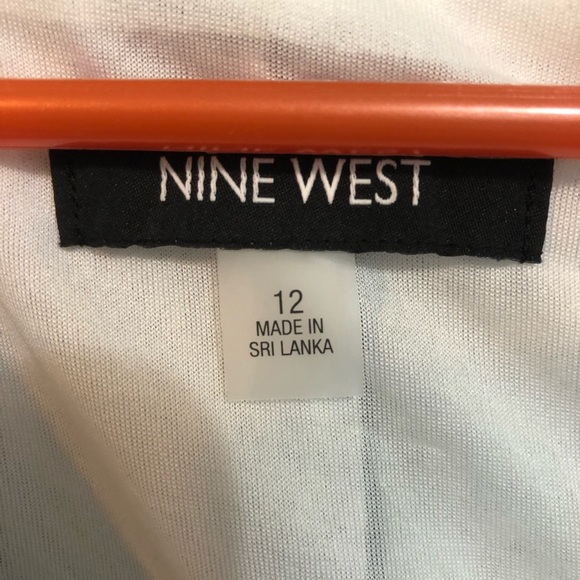 NINE WEST
12
MADE IN
SRI LANKA